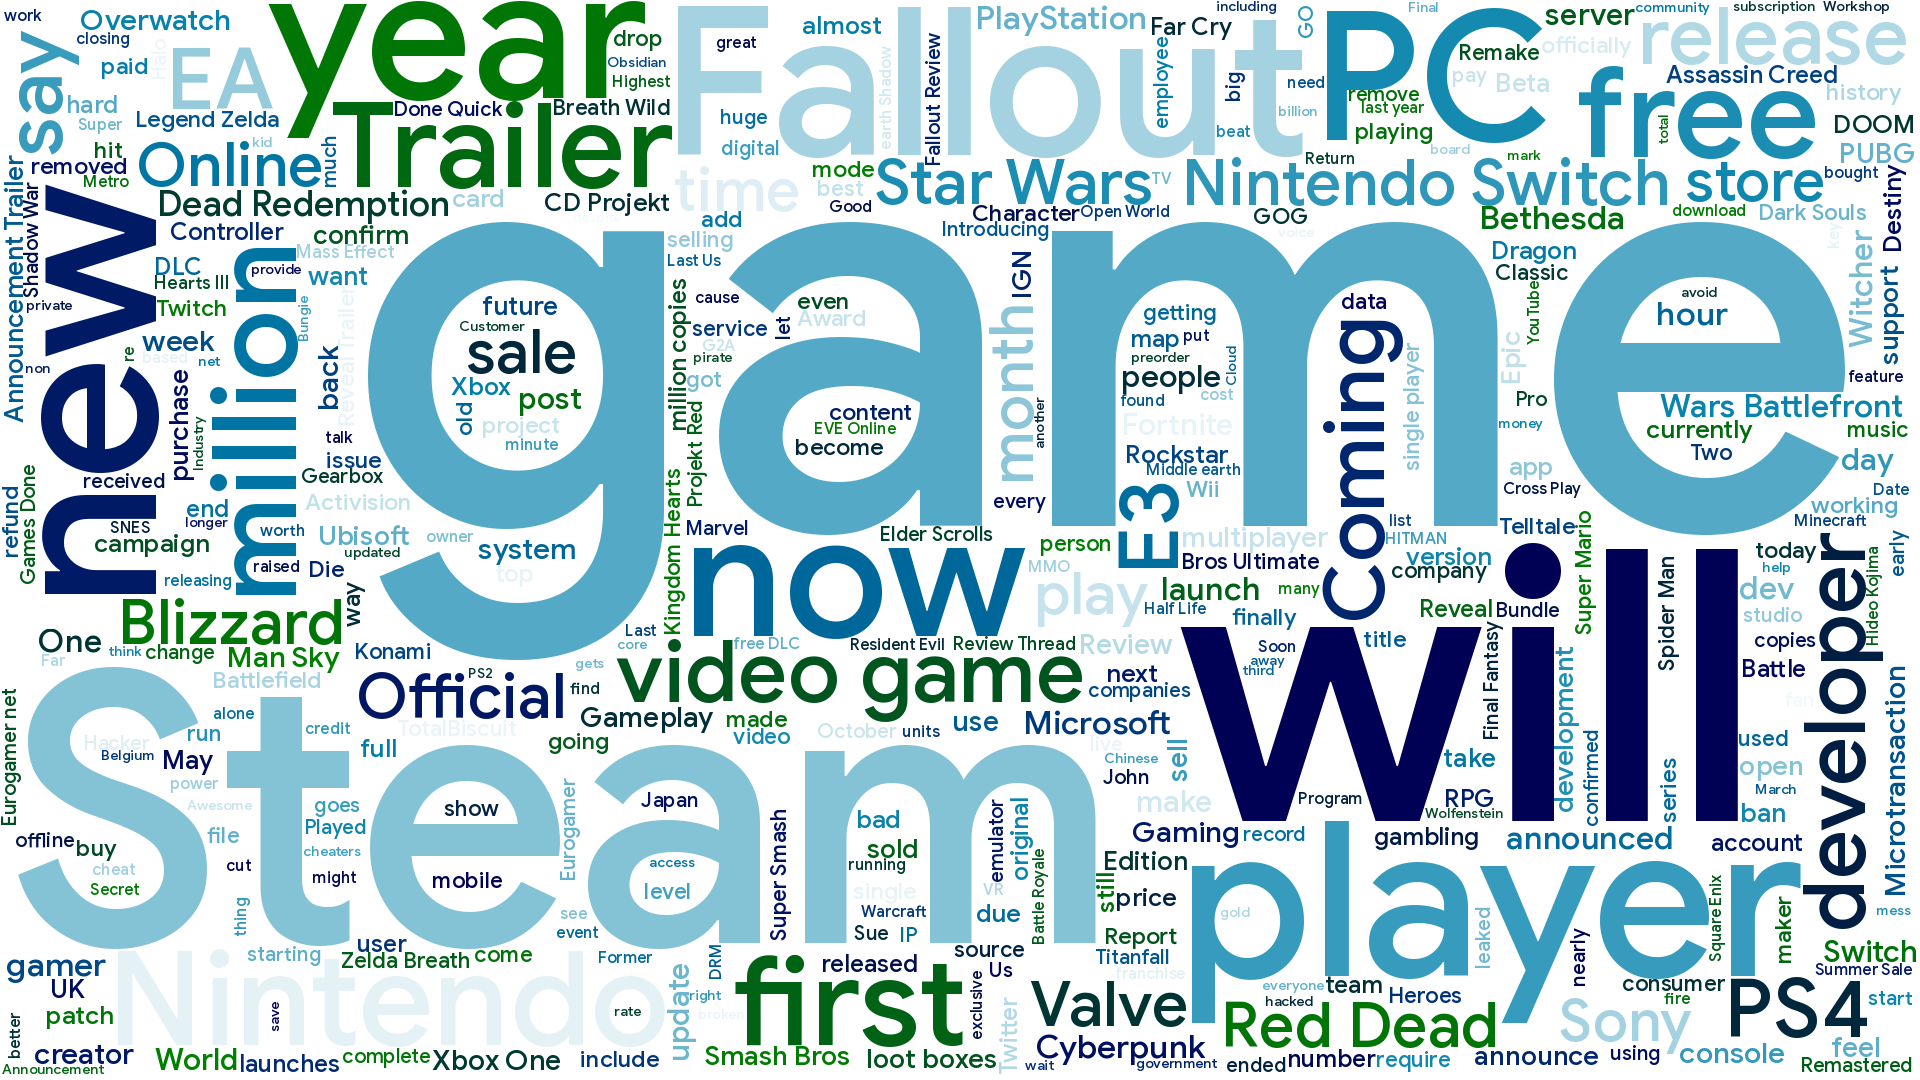 work
Overwatch
closing
paid
say
EA
Halo
hard
Super
Legend Zelda
hit
kid
removed
Metro
Online
much
year
Trailer
Done Quick
Breath Wild
drop
Obsidian
Highest
Fallout
great
huge
digital
almost
earth Shadow
Fallout Review
PlayStation
Far Cry
employee
including
GO
big
need
beat
billion
PC
Final
community
subscription
Workshop
server
officially
release
Remake
pay
Beta
remove
last year
playing
board
mark
free
total
Assassin Creed
history
DOOM
PUBG
bought
Announcement Trailer
Shadow War
new
private
non
re
Dead Redemption
card
Controller
confirm
Mass Effect
DLC
Hearts III
Twitch
provide
want
million
Bungie
week
based
net
back
Reveal Trailer
CD Projekt
time
mode
best
Good
add
selling
Last Us
Star Wars
TV
Return
Character
Open World
Introducing
GOG
voice
Nintendo Switch
store
Bethesda
download
Dark Souls
Destiny
Dragon
Classic
key
Witcher
support
YouTube
game
future
Customer
sale
Xbox
post
old
project
minute
million copies
cause
service
G2A
pirate
got
let
even
Award
content
EVE Online
become
IGN
month
another
every
getting
map
put
preorder
people
Cloud
found
cost
Fortnite
Rockstar
Middle earth
Wii
data
Coming
single player
Epic
Pro
avoid
hour
feature
Wars Battlefront
currently
money
music
Two
day
app
Cross Play
Date
working
Minecraft
purchase
Industry
received
talk
issue
Gearbox
refund
Games Done
SNES
end
longer
campaign
worth
raised
releasing
Activision
Ubisoft
updated
owner
Die
way
system
top
Projekt Red
Kingdom Hearts
Marvel
now
Elder Scrolls
person
MMO
E3
multiplayer
Bros Ultimate
play
launch
many
Half Life
finally
list
HITMAN
version
company
Telltale
Reveal
Bundle
Super Mario
today
help
dev
studio
early
Hideo Kojima
developer
Blizzard
One
think
change
Man Sky
Far
Konami
Battlefield
Last
core
free DLC
gets
Resident Evil
Review Thread
Review
Soon
away
third
title
Final Fantasy
development
Spider Man
copies
Battle
fan
Official
PS2
find
video game
next
companies
Gameplay
made
video
going
October
units
use
Microsoft
live
will
Eurogamer net
Steam
Hacker
Belgium
alone
run
credit
TotalBiscuit
full
May
power
Awesome
goes
Played
cheaters
might
file
cut
thing
offline
buy
cheat
Secret
show
mobile
Eurogamer
see
event
Japan
access
level
Super Smash
bad
sold
running
single
Warcraft
Sue
IP
emulator
original
VR
due
Battle Royale
still
Chinese
John
sell
make
Gaming
record
Edition
price
Program
take
RPG
Wolfenstein
gambling
confirmed
series
used
open
March
ban
announced
account
Microtransaction
mess
player
gold
leaked
Square Enix
maker
nearly
Report
Titanfall
franchise
source
Us
starting
user
Zelda Breath
come
Former
DRM
right
broken
released
exclusive
first
Switch
Summer Sale
start
gamer
UK
patch
better
creator
Announcement
Nintendo
save
rate
update
World
launches
complete
Xbox One
include
Smash Bros
loot boxes
Twitter
Valve
Cyberpunk
wait
government
everyone
hacked
team
Heroes
Red Dead
ended
number
require
announce
Sony
consumer
fire
using
PS4
console
feel
Remastered